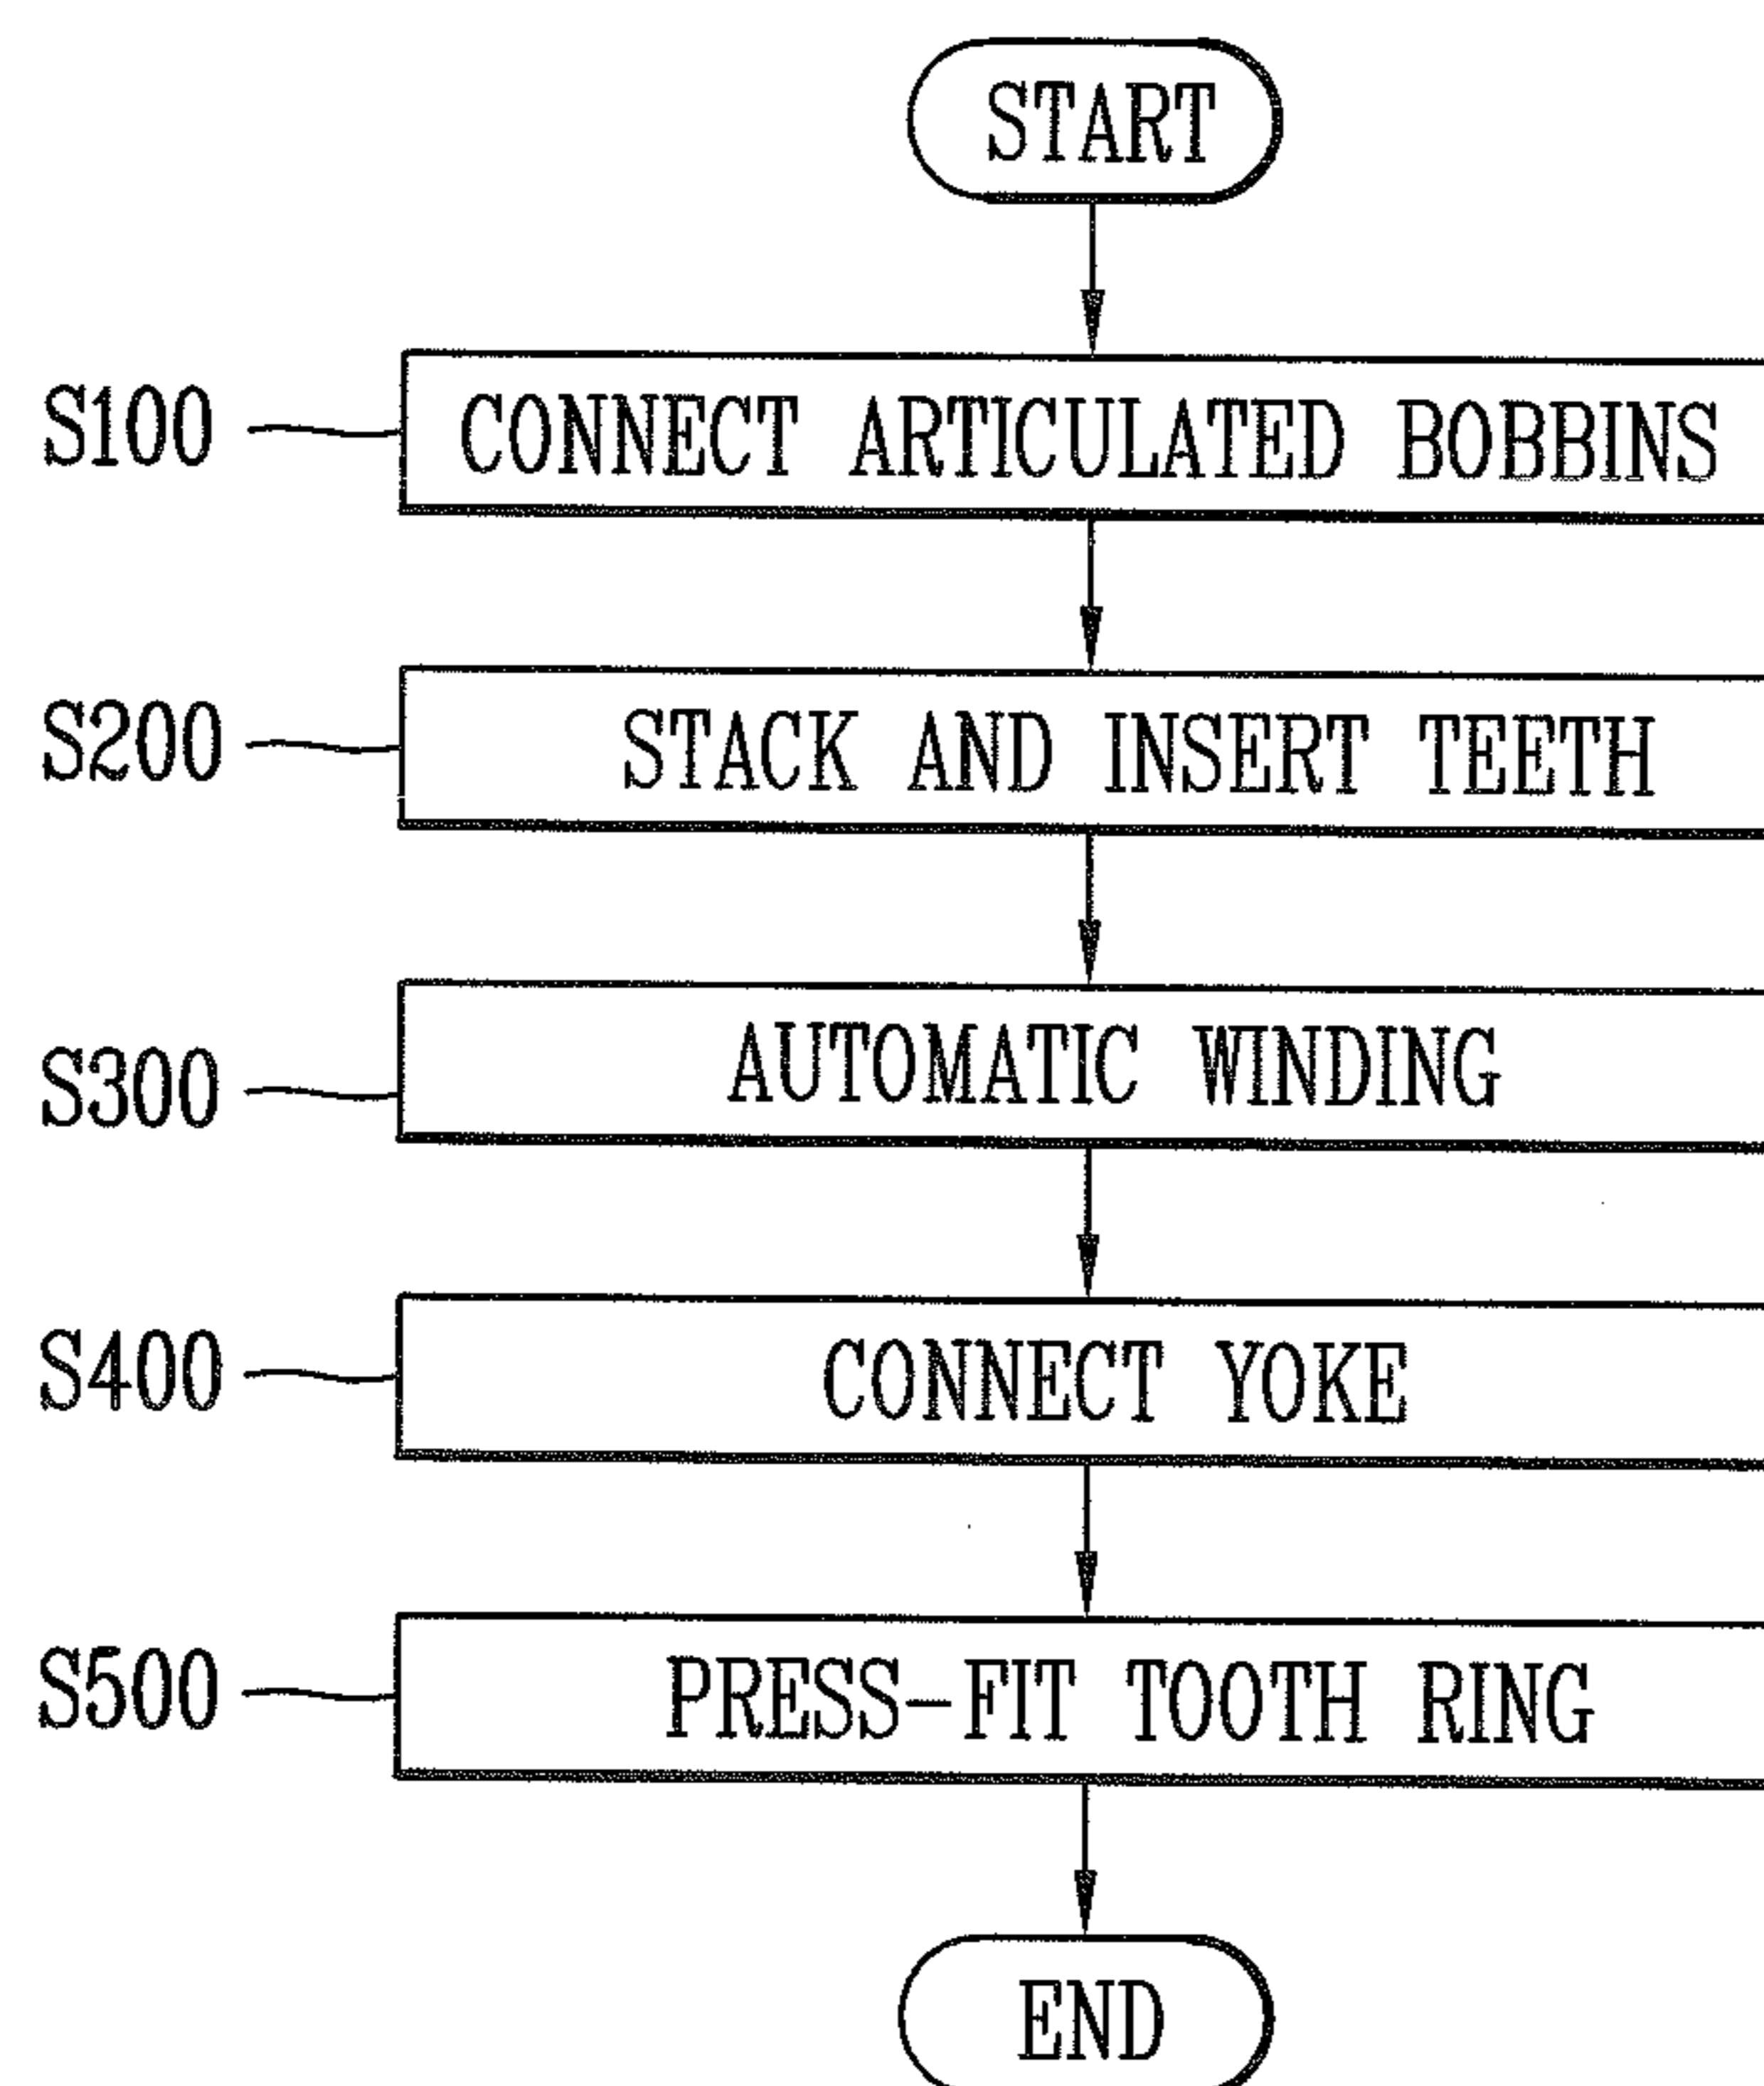 START
S100 CONNECT ARTICULATED BOBBINS
S200 STACK AND INSERT TEETH
S300 AUTOMATIC WINDING
S400 CONNECT YOKE
S500 PRESS-FIT TOOTH RING
END